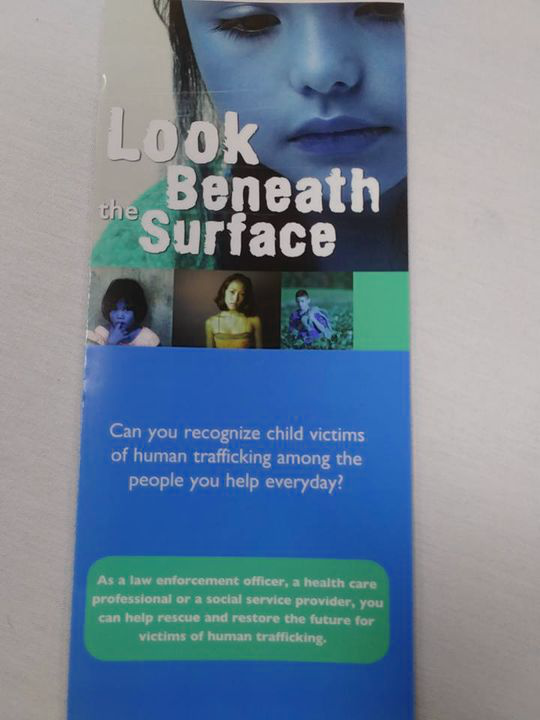 Look
Beneath
the Surface
Can you recognize child victims
of human trafficking among the
people you help everyday?
As a law enforcement officer, a health care
professional or a social service provider, you
can help rescue and restore the future for
victims of human trafficking.